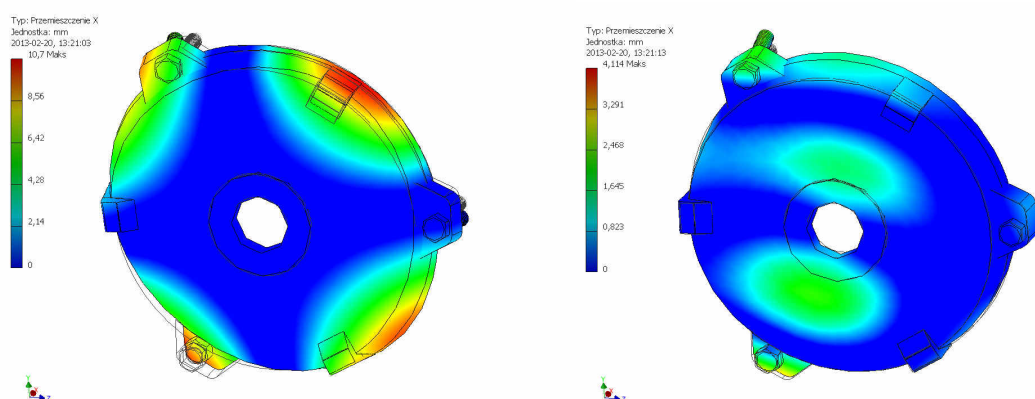 Typ: Przemieszczenie X
Jednostka: mm
2013-02-20, 13:21:03
10,7 Maks
8,56
6,42
4,28
2,14
0
Y
X
Z
Typ: Przemieszczenie X
Jednostka: mm
2013-02-20, 13:21:13
4,114 Maks
3,291
2,468
1,645
0,823
0
Y
X
Z